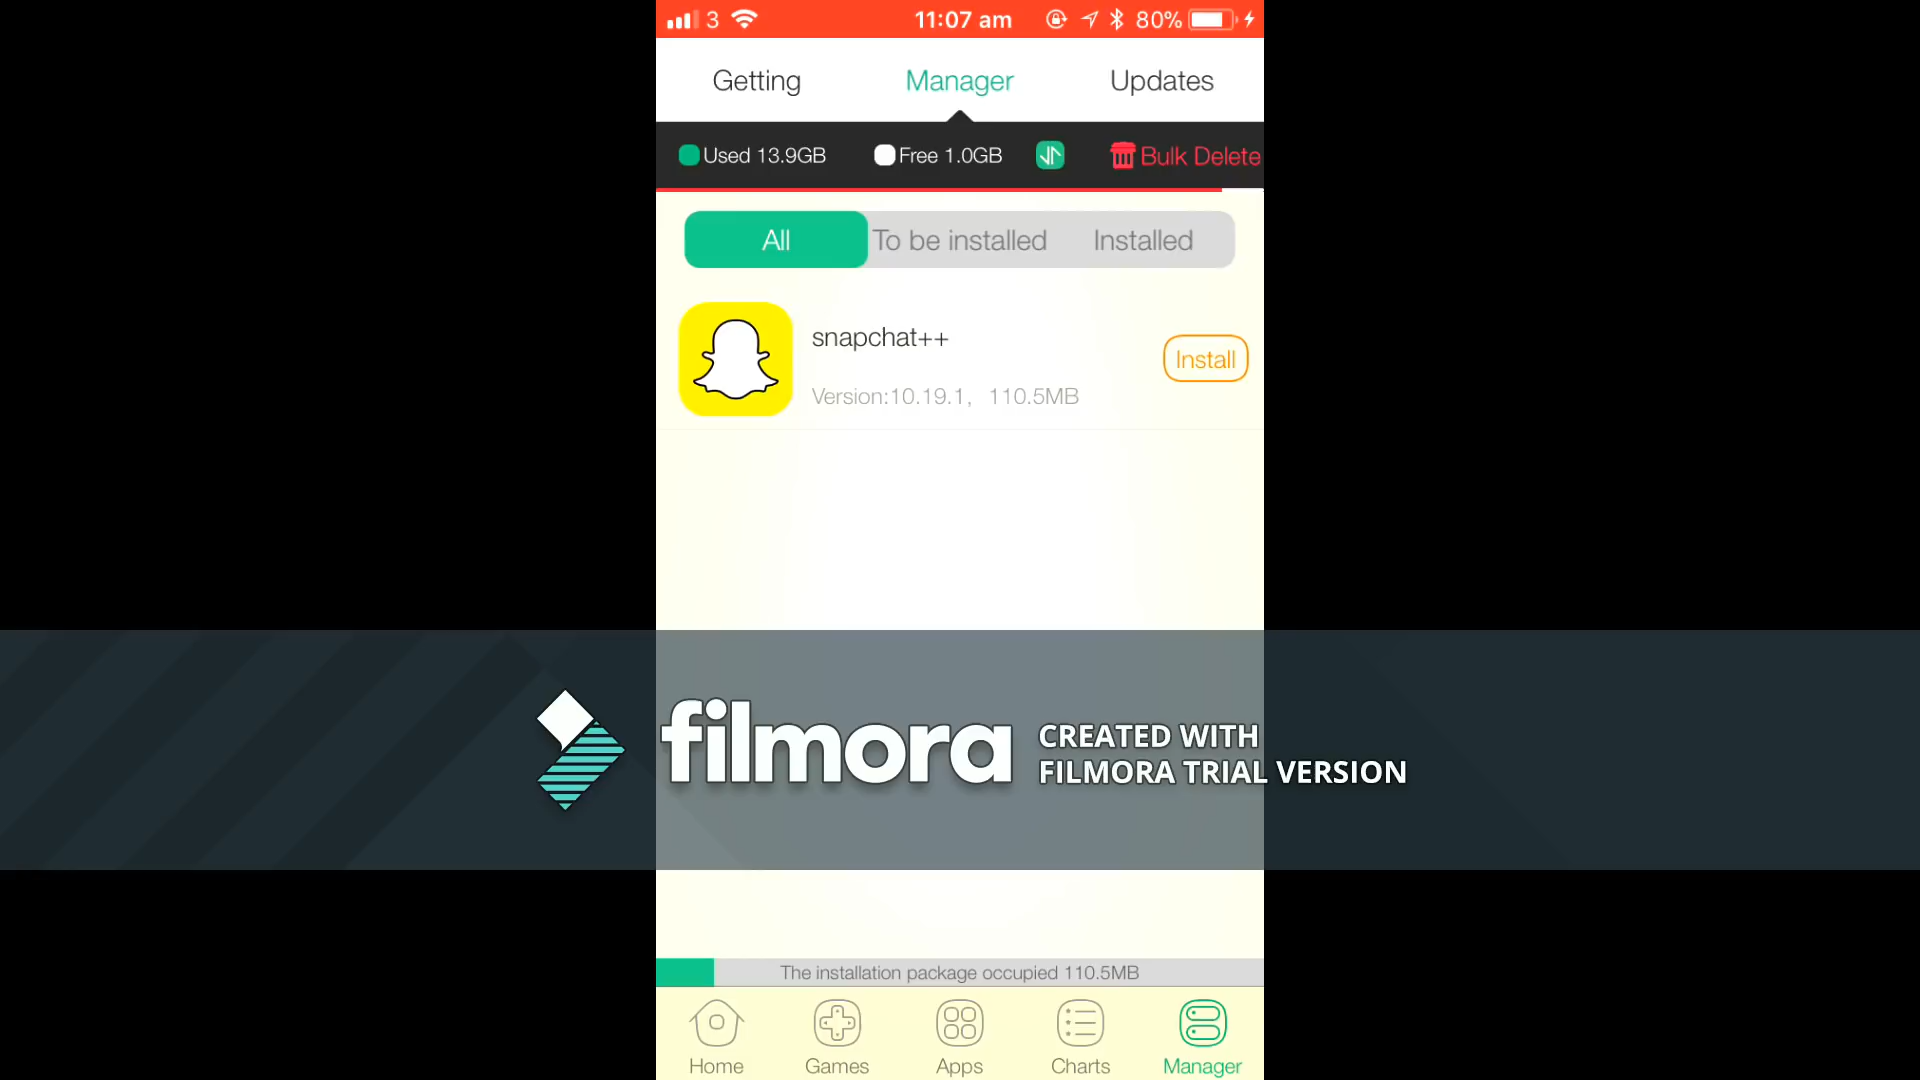 3 11:07 am 80%
Getting Manager Updates
Used 13.9GB Free 1.0GB Bulk Delete
All To be installed Installed
snapchat++
Install
Version:10.19.1, 110.5MB
filmora CREATED WITH
FILMORA TRIAL VERSION
The installation package occupied 110.5MB
Home Games Apps Charts Manager